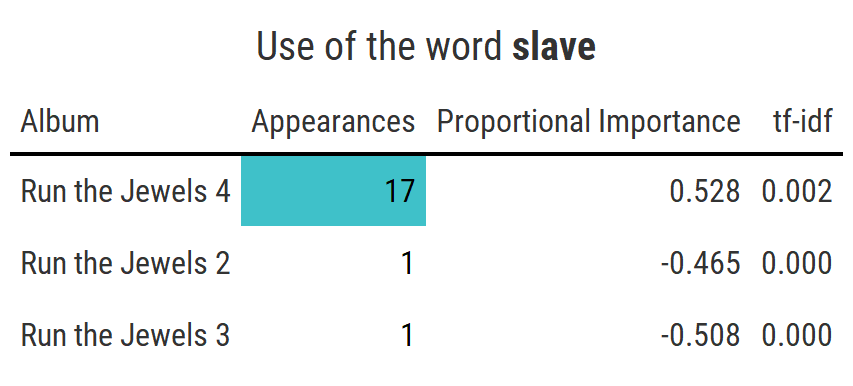 Use of the word slave
Album Appearances Proportional Importance tf-idf
Run the Jewels 4 17 0.528 0.002
Run the Jewels 2 1 -0.465 0.000
Run the Jewels 3 1 -0.508 0.000